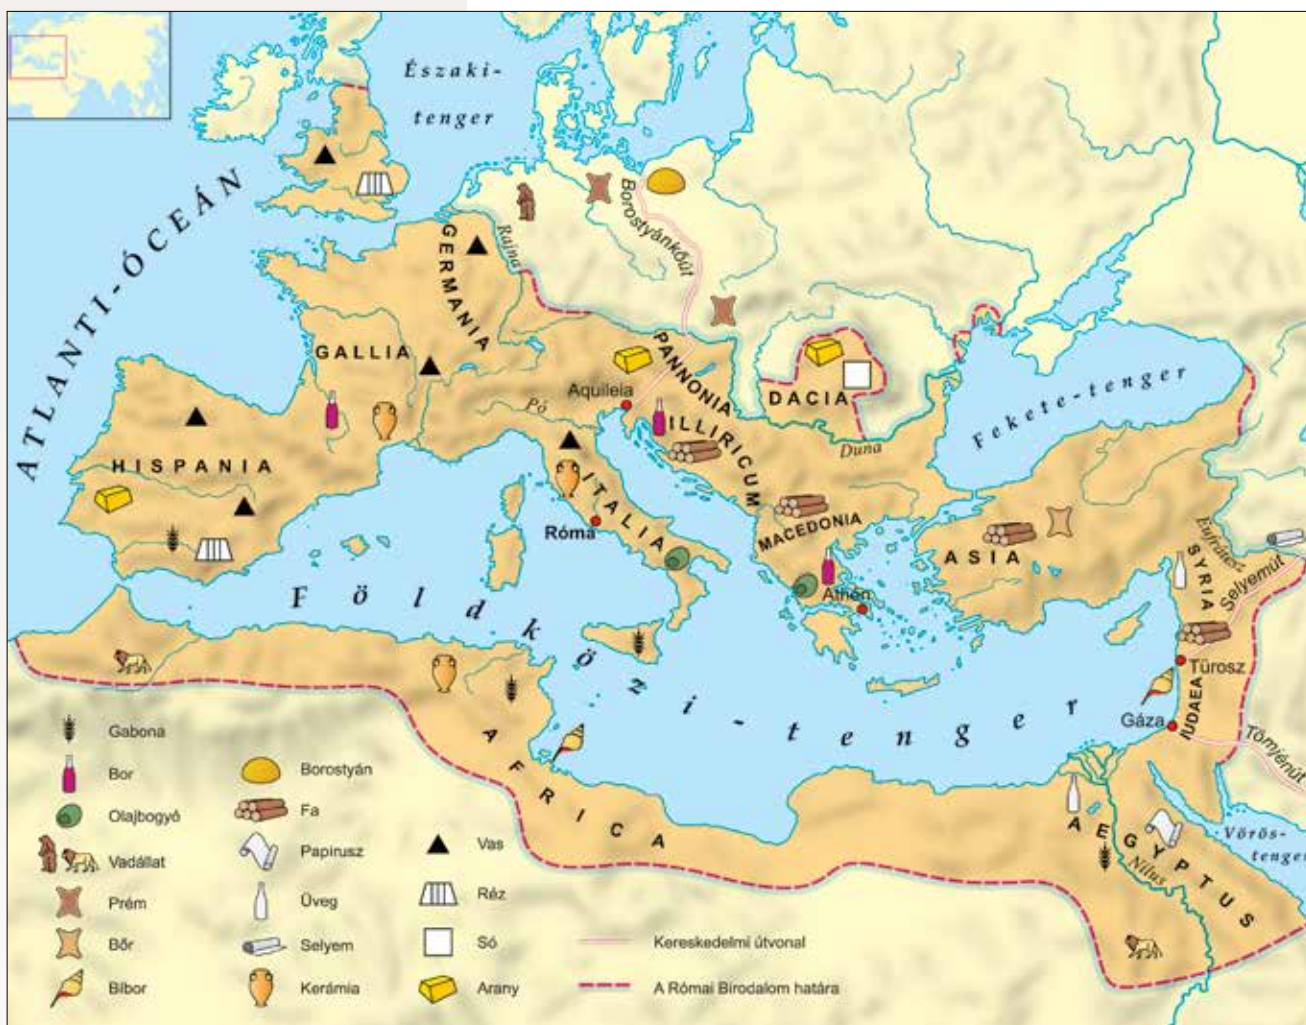 Északi-
tenger
ATLANTI-ÓCEÁN
Borostyánkőút
Rajna
GERMANIA
GALLIA
PANNONIA
Aquileia
DACIA
Fekete-tenger
Pó
ILLIRICUM
Duna
HISPANIA
ITALIA
Róma
MACEDONIA
ASIA
Eufrátesz
SYRIA
Selyemút
Athén
Földközi-tenger
Türosz
IUDAEA
Gáza
Tömjénút
AFRICA
AEGYPTUS
Nílus
Vörös-
tenger
Gabona
Bor
Olajbogyó
Vadállat
Prém
Bőr
Bíbor
Borostyán
Fa
Papirusz
Üveg
Selyem
Kerámia
Vas
Réz
Só
Arany
Kereskedelmi útvonal
A Római Birodalom határa